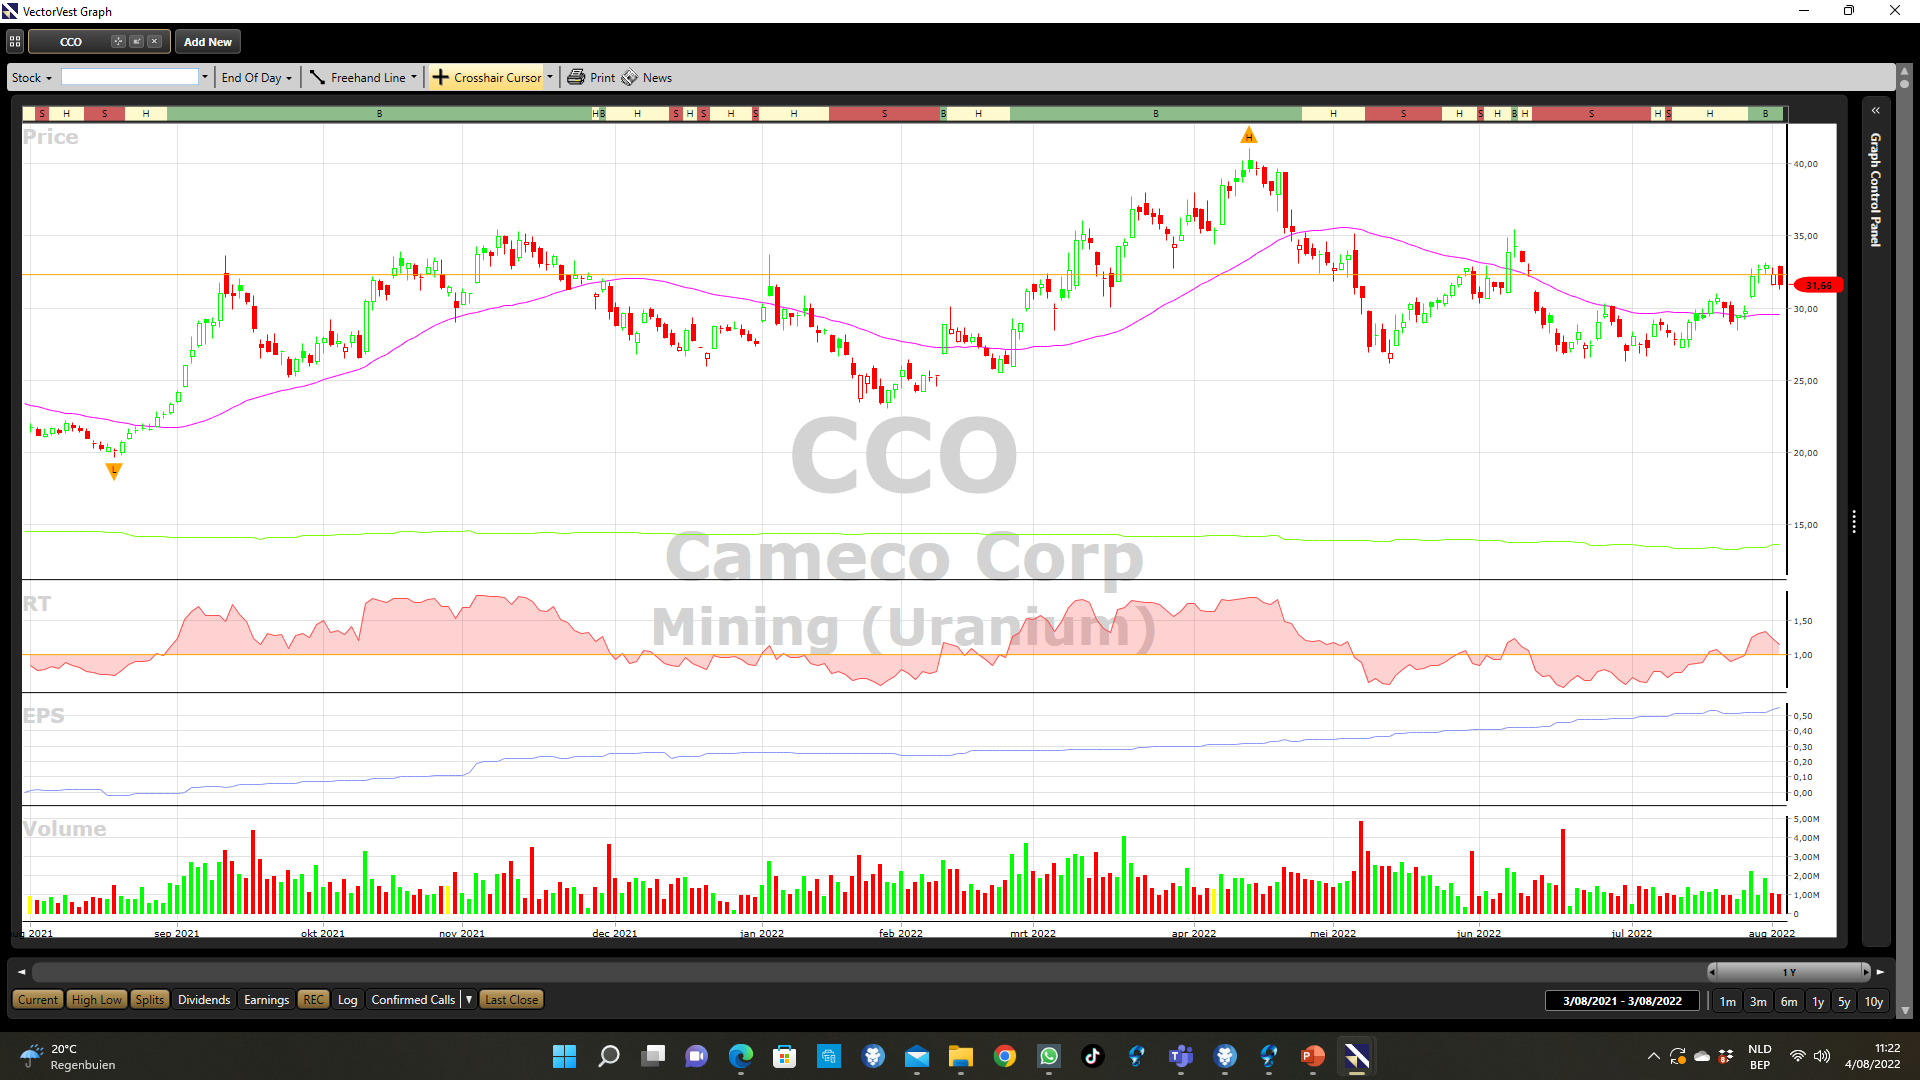 VectorVest Graph
CCO Add New
Stock End Of Day Freehand Line Crosshair Cursor Print News
S H S H B H B H S H S H S H S B H B H S H S H B H S H S H B
Price
H
40,00
35,00
31,66
30,00
25,00
20,00
15,00
L
CCO
Cameco Corp
Mining (Uranium)
Graph Control Panel
RT
1,50
1,00
EPS
0,50
0,40
0,30
0,20
0,10
0,00
Volume
5,00M
4,00M
3,00M
2,00M
1,00M
0
ug 2021 sep 2021 okt 2021 nov 2021 dec 2021 jan 2022 feb 2022 mrt 2022 apr 2022 mei 2022 jun 2022 jul 2022 aug 2022
1 Y
Current High Low Splits Dividends Earnings REC Log Confirmed Calls Last Close 3/08/2021 - 3/08/2022 1m 3m 6m 1y 5y 10y
20°C
Regenbuien
NLD
BEP
11:22
4/08/2022